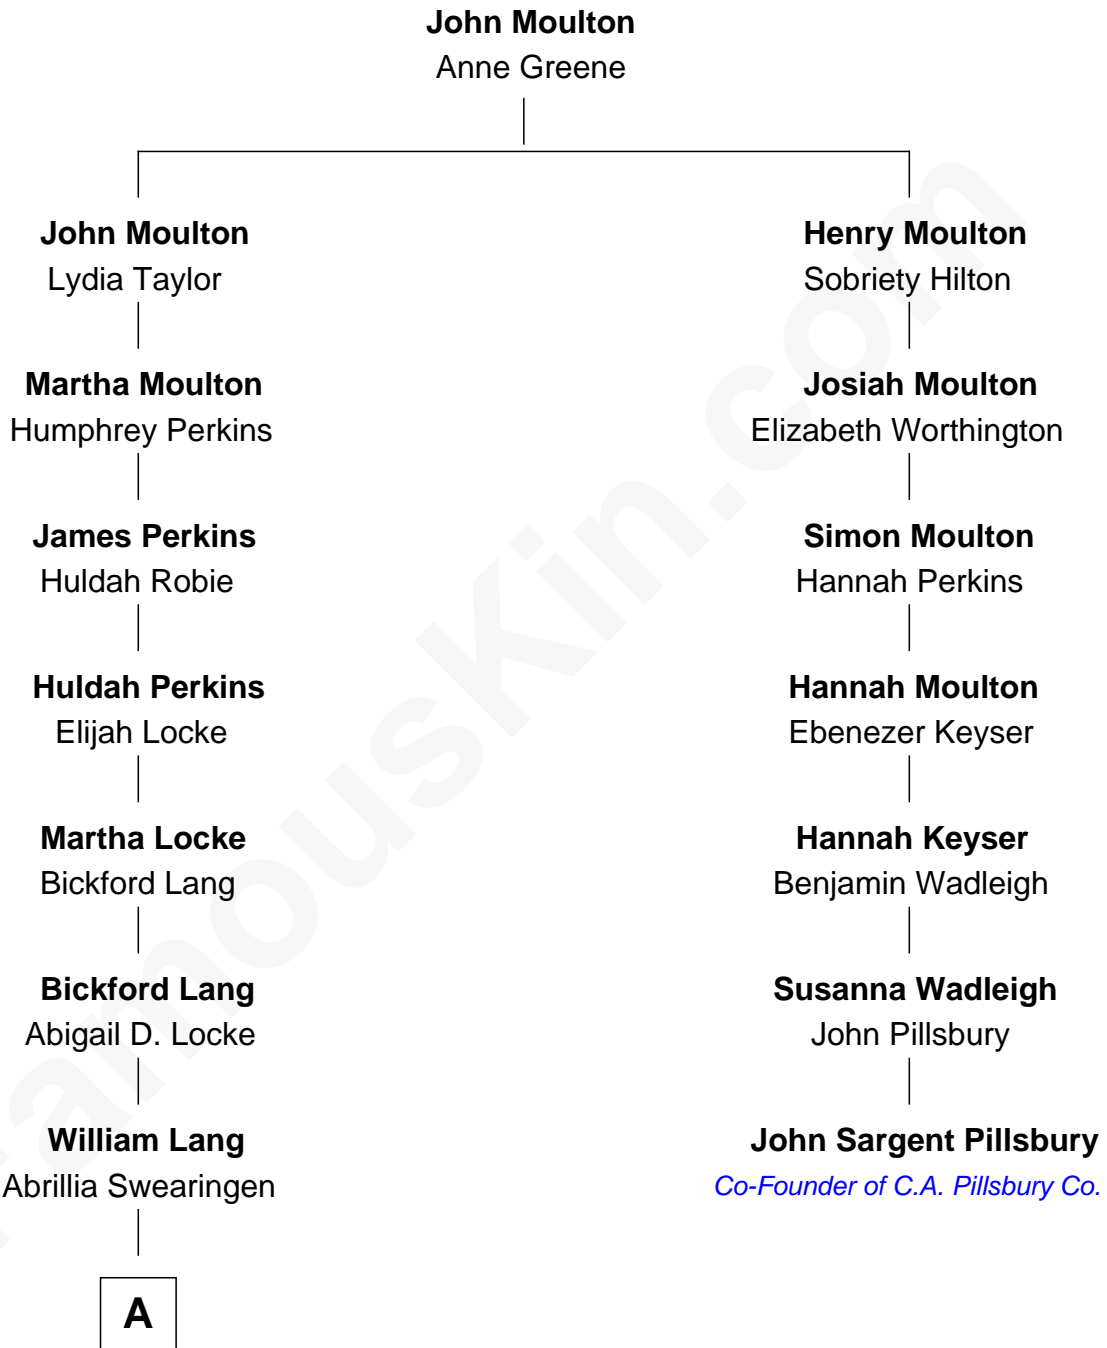 John Moulton
Anne Greene
John Moulton
Lydia Taylor
Martha Moulton
Humphrey Perkins
James Perkins
Huldah Robie
Huldah Perkins
Elijah Locke
Martha Locke
Bickford Lang
Bickford Lang
Abigail D. Locke
William Lang
Abrillia Swearingen
A
Henry Moulton
Sobriety Hilton
Josiah Moulton
Elizabeth Worthington
Simon Moulton
Hannah Perkins
Hannah Moulton
Ebenezer Keyser
Hannah Keyser
Benjamin Wadleigh
Susanna Wadleigh
John Pillsbury
John Sargent Pillsbury
Co-Founder of C.A. Pillsbury Co.
FamousKin.com